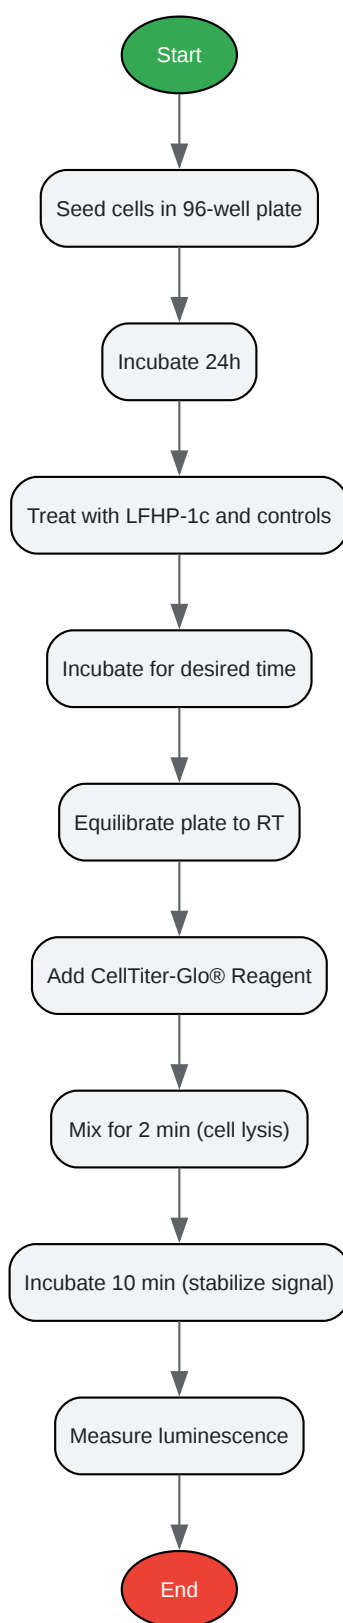 Start
Seed cells in 96-well plate
Incubate 24h
Treat with LFHP-1c and controls
Incubate for desired time
Equilibrate plate to RT
Add CellTiter-Glo® Reagent
Mix for 2 min (cell lysis)
Incubate 10 min (stabilize signal)
Measure luminescence
End